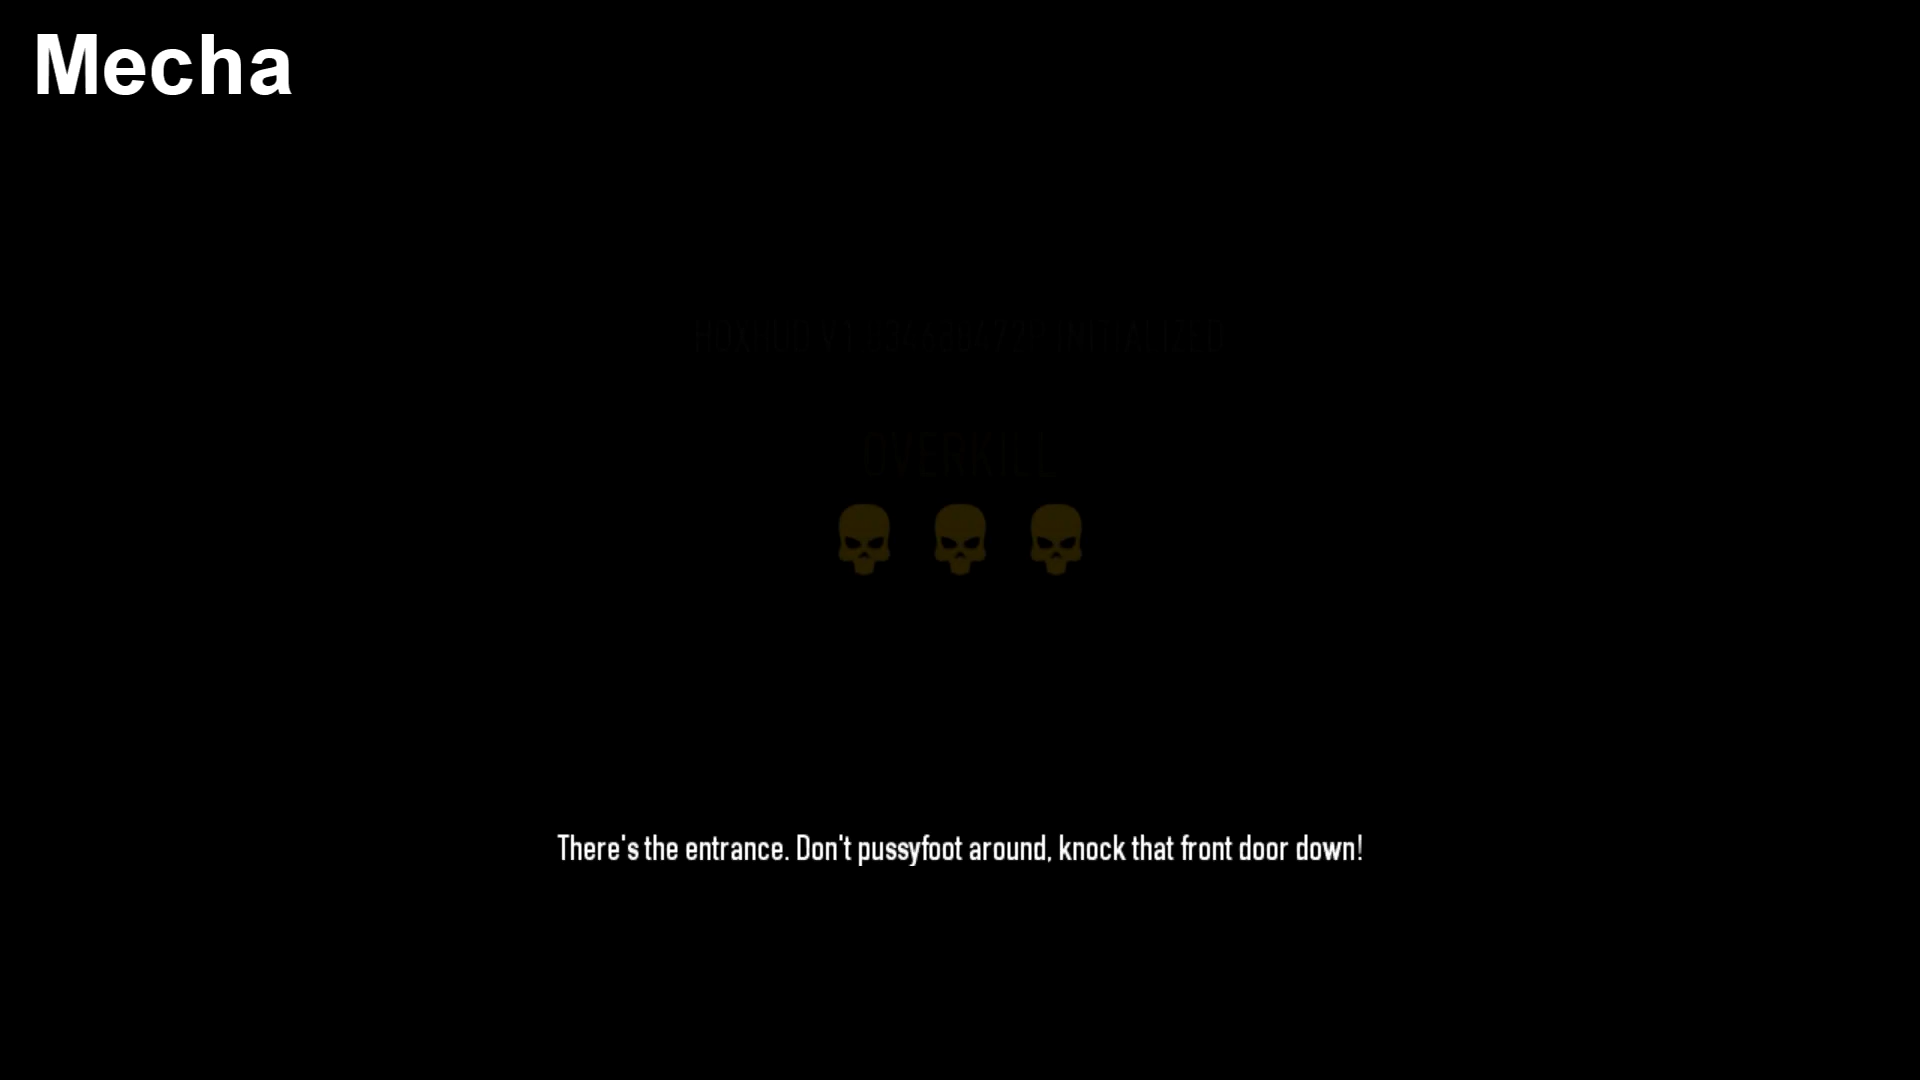 Mecha
OVERKILL
There's the entrance. Don't pussyfoot around, knock that front door down!